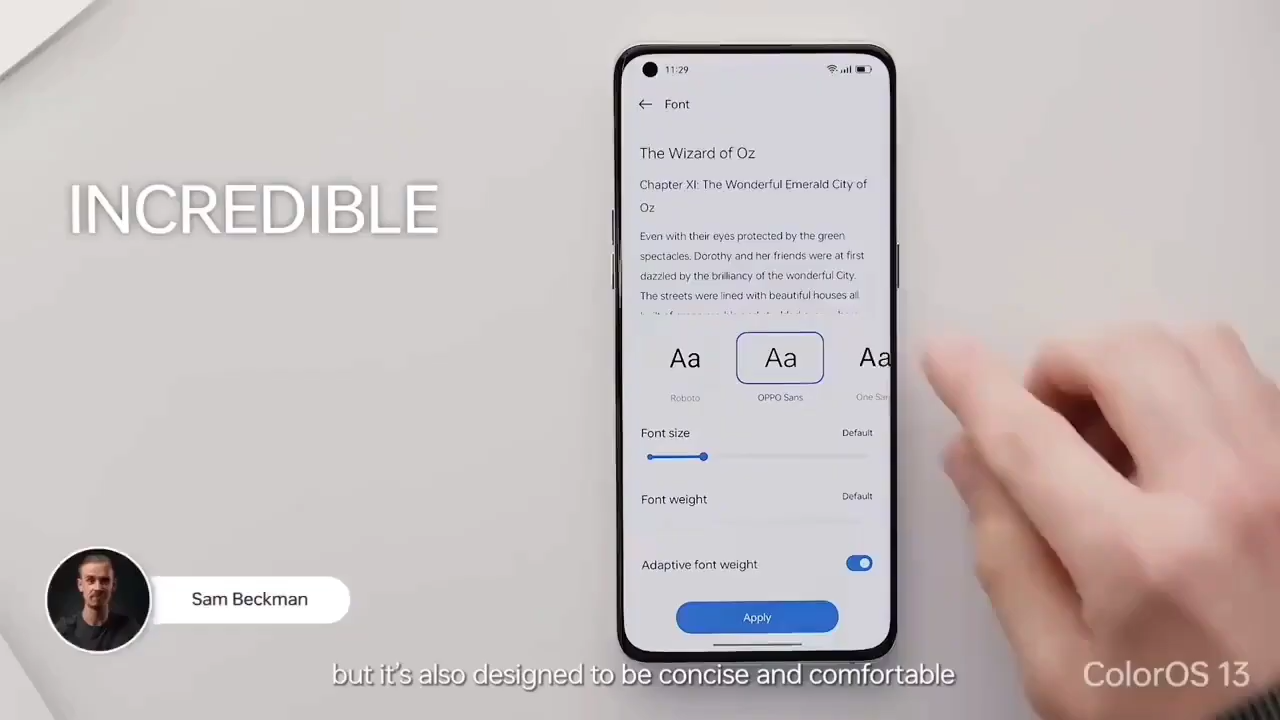 INCREDIBLE
11:29
Font
The Wizard of Oz
Chapter XI: The Wonderful Emerald City of
Oz
Even with their eyes protected by the green
spectacles. Dorothy and her friends were at first
dazzled by the brilliancy of the wonderful City.
The streets were lined with beautiful houses all
Aa
Aa
Aa
Roboto
OPPO Sans
One San
Font size
Default
Font weight
Default
Adaptive font weight
Apply
Sam Beckman
but it's also designed to be concise and comfortable
ColorOS 13